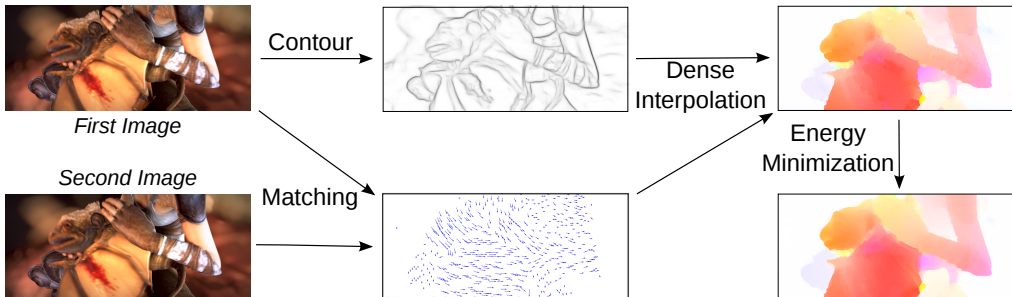 Contour
First Image
Dense
Interpolation
Energy
Minimization
Second Image
Matching